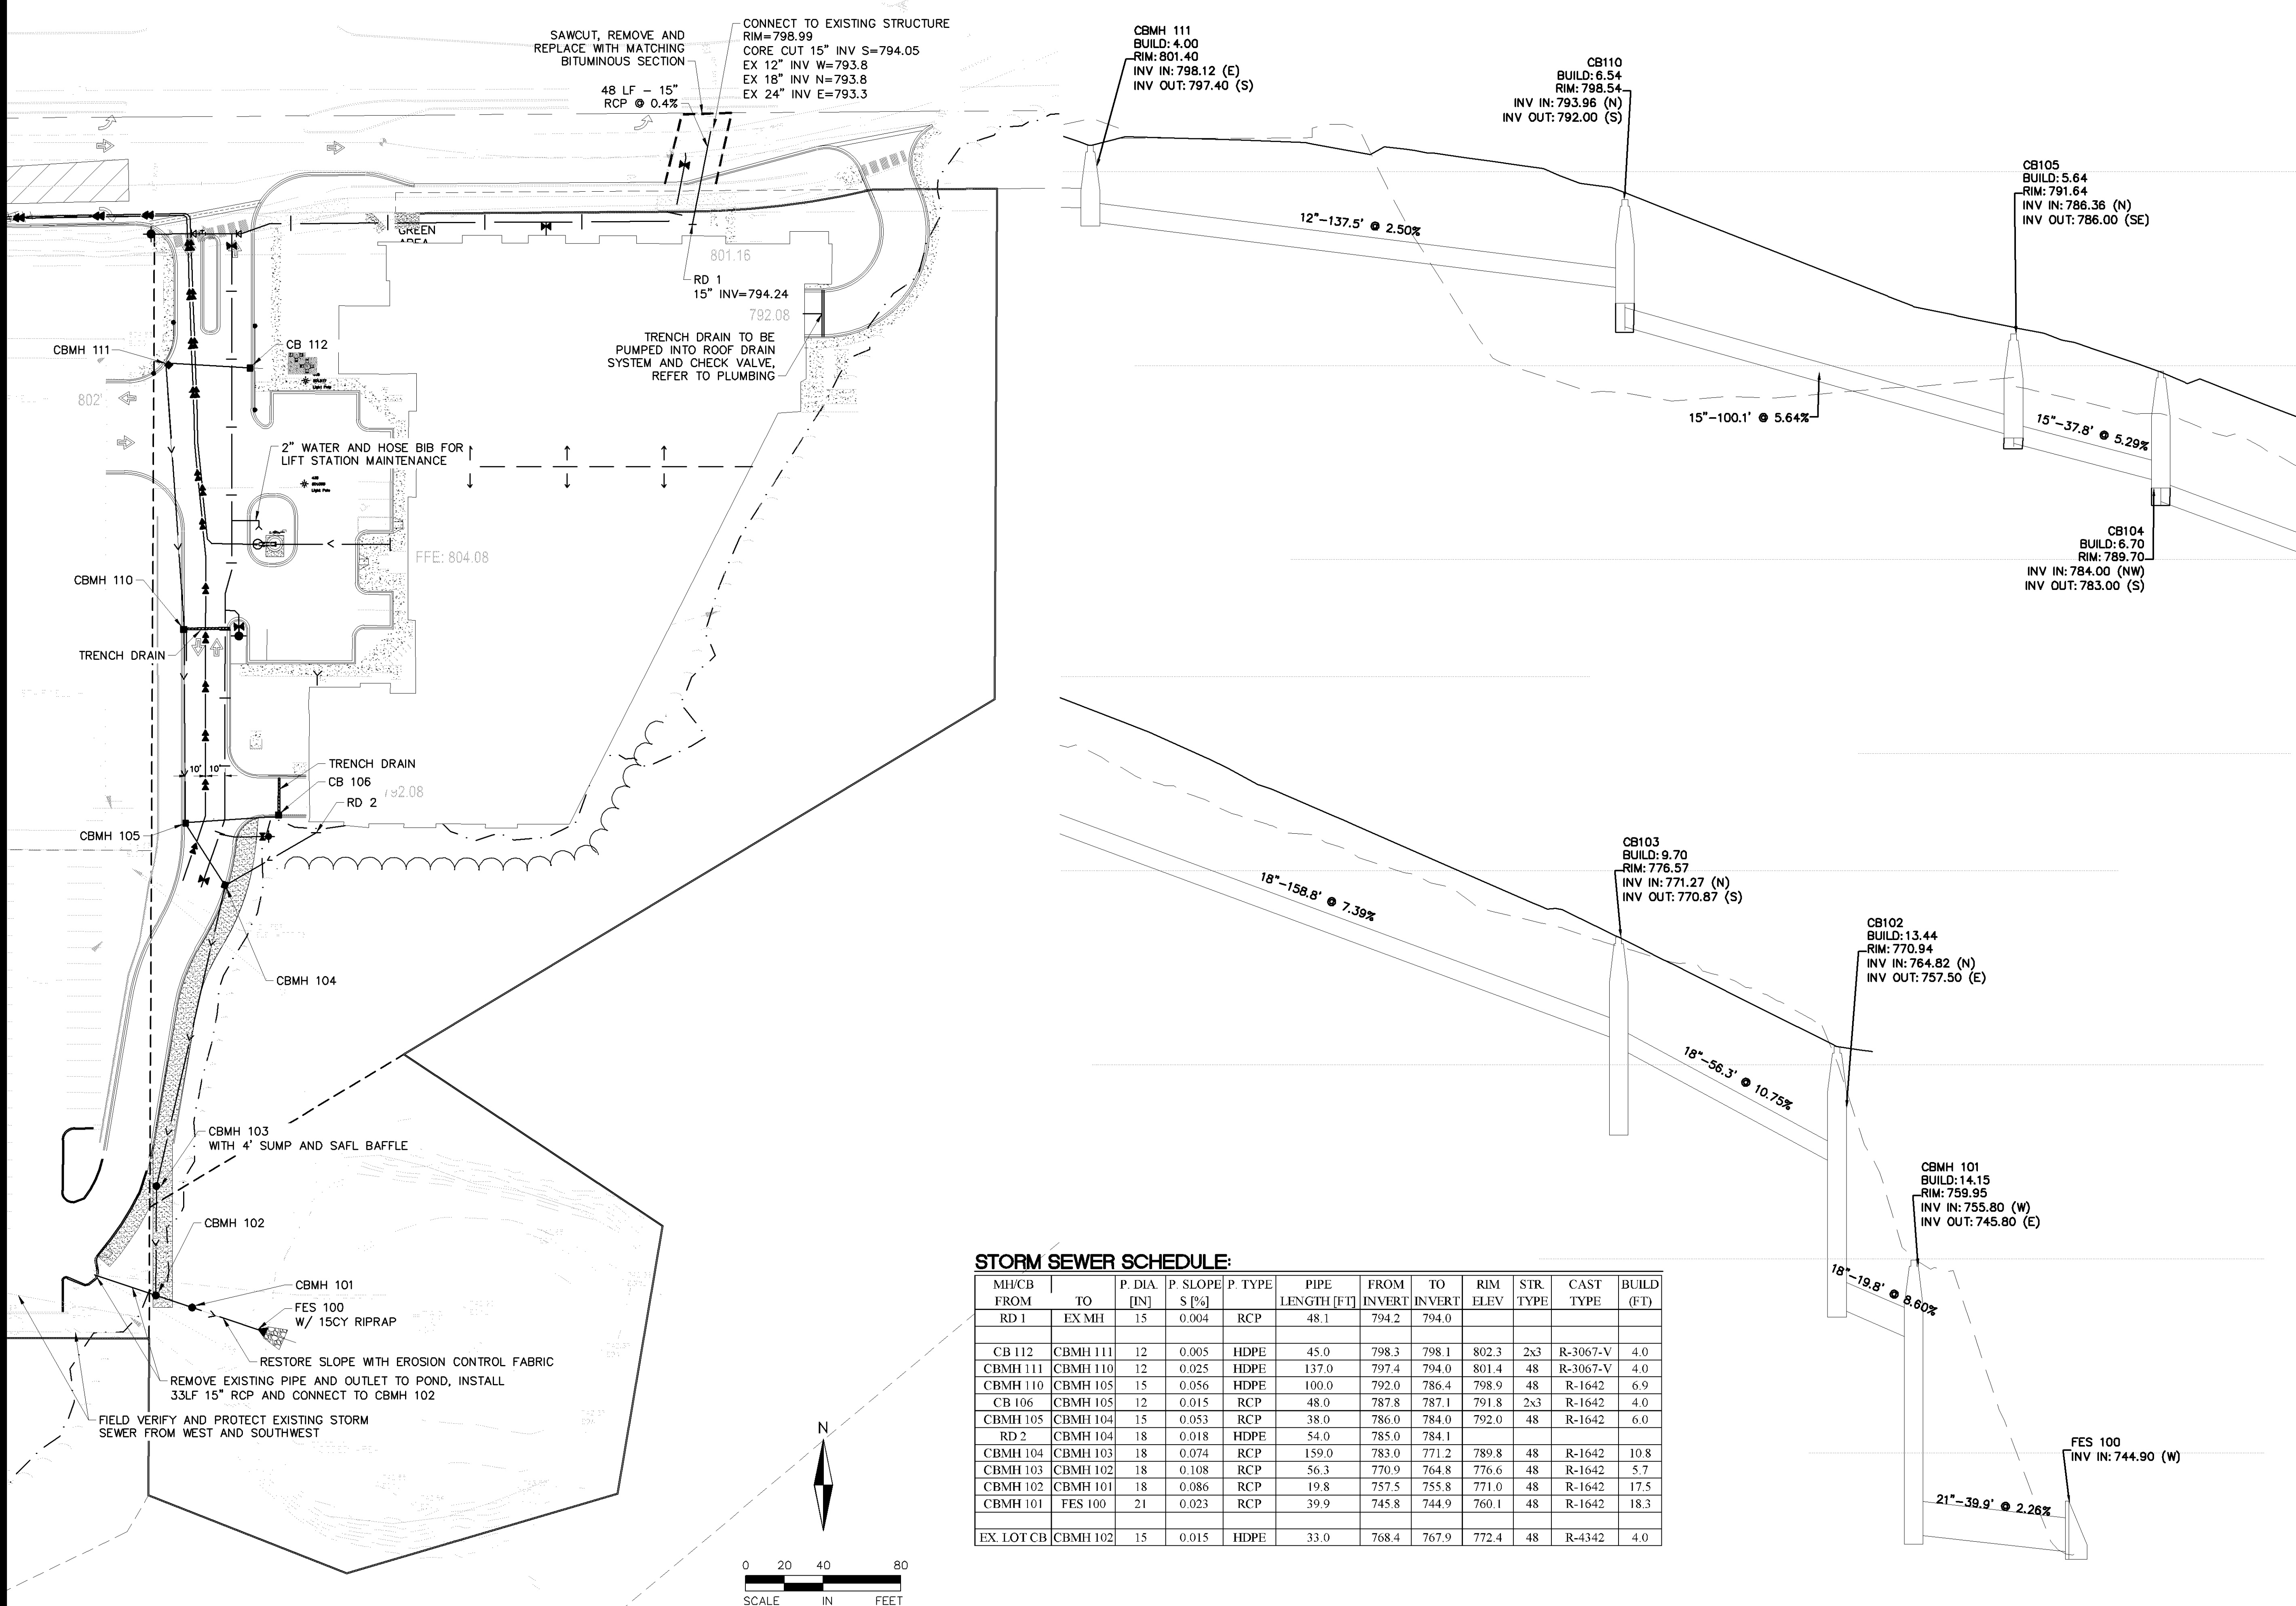 SAWCUT, REMOVE AND
REPLACE WITH MATCHING
BITUMINOUS SECTION
48 LF – 15"
RCP @ 0.4%
CONNECT TO EXISTING STRUCTURE
RIM=798.99
CORE CUT 15" INV S=794.05
EX 12" INV W=793.8
EX 18" INV N=793.8
EX 24" INV E=793.3
GREEN
AREA
801.16
RD 1
15" INV=794.24
792.08
TRENCH DRAIN TO BE
PUMPED INTO ROOF DRAIN
SYSTEM AND CHECK VALVE,
REFER TO PLUMBING
CBMH 111
CB 112
802'
2" WATER AND HOSE BIB FOR
LIFT STATION MAINTENANCE
FFE: 804.08
CBMH 110
TRENCH DRAIN
10' 10'
TRENCH DRAIN
CB 106
792.08
RD 2
CBMH 105
CBMH 104
CBMH 103
WITH 4' SUMP AND SAFL BAFFLE
CBMH 102
CBMH 101
FES 100
W/ 15CY RIPRAP
RESTORE SLOPE WITH EROSION CONTROL FABRIC
REMOVE EXISTING PIPE AND OUTLET TO POND, INSTALL
33LF 15" RCP AND CONNECT TO CBMH 102
FIELD VERIFY AND PROTECT EXISTING STORM
SEWER FROM WEST AND SOUTHWEST
N
0 20 40 80
SCALE IN FEET
CBMH 111
BUILD: 4.00
RIM: 801.40
INV IN: 798.12 (E)
INV OUT: 797.40 (S)
CB110
BUILD: 6.54
RIM: 798.54
INV IN: 793.96 (N)
INV OUT: 792.00 (S)
CB105
BUILD: 5.64
RIM: 791.64
INV IN: 786.36 (N)
INV OUT: 786.00 (SE)
12"–137.5' @ 2.50%
15"–100.1' @ 5.64%
15"–37.8' @ 5.29%
CB104
BUILD: 6.70
RIM: 789.70
INV IN: 784.00 (NW)
INV OUT: 783.00 (S)
CB103
BUILD: 9.70
RIM: 776.57
INV IN: 771.27 (N)
INV OUT: 770.87 (S)
18"–158.8' @ 7.39%
CB102
BUILD: 13.44
RIM: 770.94
INV IN: 764.82 (N)
INV OUT: 757.50 (E)
18"–56.3' @ 10.75%
CBMH 101
BUILD: 14.15
RIM: 759.95
INV IN: 755.80 (W)
INV OUT: 745.80 (E)
18"–19.8' @ 8.60%
FES 100
INV IN: 744.90 (W)
21"–39.9' @ 2.26%
STORM SEWER SCHEDULE:
MH/CB P. DIA. P. SLOPE P. TYPE PIPE FROM TO RIM STR CAST BUILD
FROM TO [IN] S [%] LENGTH [FT] INVERT INVERT ELEV TYPE TYPE (FT)
RD 1 EX MH 15 0.004 RCP 48.1 794.2 794.0
CB 112 CBMH 111 12 0.005 HDPE 45.0 798.3 798.1 802.3 2x3 R-3067-V 4.0
CBMH 111 CBMH 110 12 0.025 HDPE 137.0 797.4 794.0 801.4 48 R-3067-V 4.0
CBMH 110 CBMH 105 15 0.056 HDPE 100.0 792.0 786.4 798.9 48 R-1642 6.9
CB 106 CBMH 105 12 0.015 RCP 48.0 787.8 787.1 791.8 2x3 R-1642 4.0
CBMH 105 CBMH 104 15 0.053 RCP 38.0 786.0 784.0 792.0 48 R-1642 6.0
RD 2 CBMH 104 18 0.018 HDPE 54.0 785.0 784.1
CBMH 104 CBMH 103 18 0.074 RCP 159.0 783.0 771.2 789.8 48 R-1642 10.8
CBMH 103 CBMH 102 18 0.108 RCP 56.3 770.9 764.8 776.6 48 R-1642 5.7
CBMH 102 CBMH 101 18 0.086 RCP 19.8 757.5 755.8 771.0 48 R-1642 17.5
CBMH 101 FES 100 21 0.023 RCP 39.9 745.8 744.9 760.1 48 R-1642 18.3
EX. LOT CB CBMH 102 15 0.015 HDPE 33.0 768.4 767.9 772.4 48 R-4342 4.0